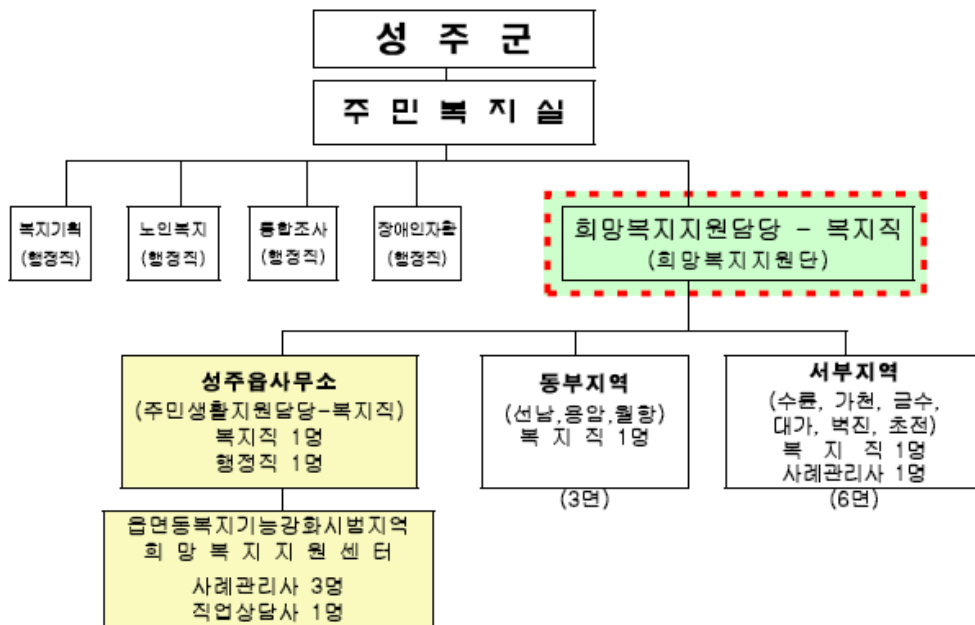 성 주 군
주 민 복 지 실
복지기획
(행정직)
노인복지
(행정직)
통합조사
(행정직)
장애인자활
(행정직)
희망복지지원담당 - 복지직
(희망복지지원단)
성주읍사무소
(주민생활지원담당-복지직)
복지직 1명
행정직 1명
동부지역
(선남,용암,월항)
복 지 직 1명
(3면)
서부지역
(수륜, 가천, 금수,
대가, 벽진, 초전)
복 지 직 1명
사례관리사 1명
(6면)
읍면동복지기능강화시범지역
희 망 복 지 지 원 센 터
사례관리사 3명
직업상담사 1명